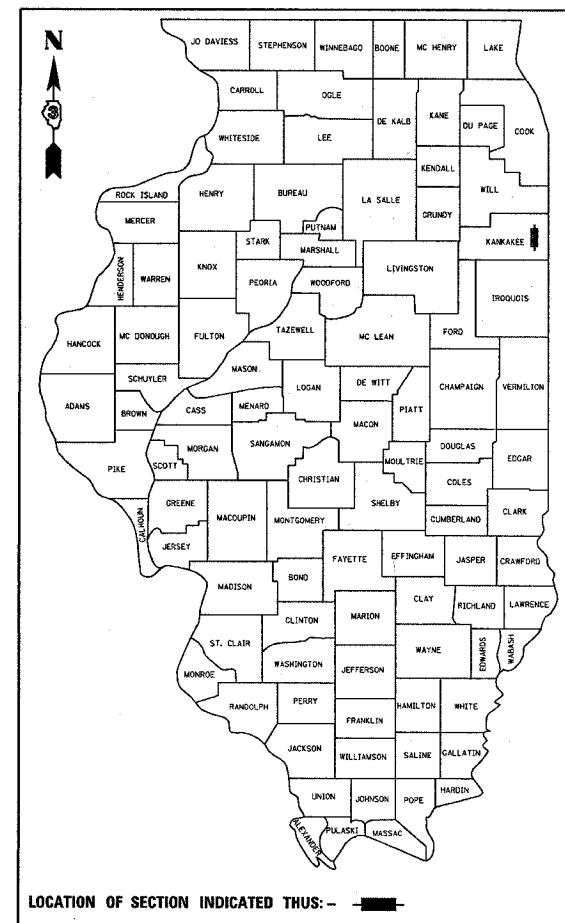 N
JO DAVIESS
STEPHENSON
WINNEBAGO
BOONE
MC HENRY
LAKE
CARROLL
OGLE
DE KALB
KANE
DU PAGE
COOK
WHITESIDE
LEE
KENDALL
WILL
ROCK ISLAND
HENRY
BUREAU
LA SALLE
GRUNDY
MERCER
PUTNAM
KANKAKEE
STARK
MARSHALL
HENDERSON
WARREN
KNOX
PEORIA
WOODFORD
LIVINGSTON
IROQUOIS
HANCOCK
MC DONOUGH
FULTON
TAZEWELL
MC LEAN
FORD
MASON
SCHUYLER
LOGAN
DE WITT
CHAMPAIGN
VERMILION
ADAMS
BROWN
CASS
MENARD
PIATT
MACON
MORGAN
SANGAMON
DOUGLAS
EDGAR
PIKE
SCOTT
MOULTRIE
COLES
CHRISTIAN
SHELBY
GREENE
MACOUPIN
MONTGOMERY
CUMBERLAND
CLARK
CALHOUN
JERSEY
FAYETTE
EFFINGHAM
JASPER
CRAWFORD
MADISON
BOND
CLAY
RICHLAND
LAWRENCE
CLINTON
MARION
ST. CLAIR
WAYNE
EDWARDS
WABASH
WASHINGTON
JEFFERSON
MONROE
RANDOLPH
PERRY
HAMILTON
WHITE
FRANKLIN
JACKSON
WILLIAMSON
SALINE
GALLATIN
UNION
JOHNSON
POPE
HARDIN
ALEXANDER
PULASKI
MASSAC
LOCATION OF SECTION INDICATED THUS: -